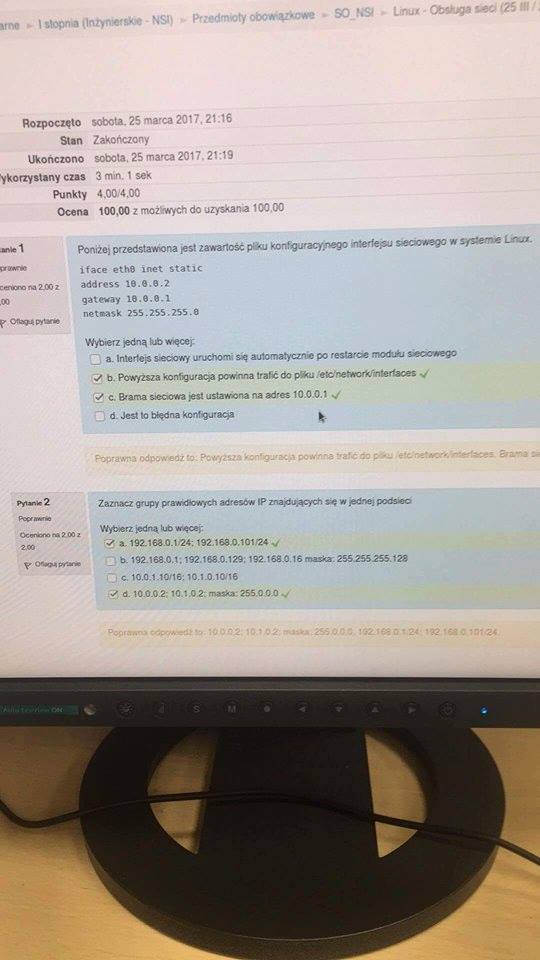 arne ► I stopnia (Inżynierskie - NSI) ► Przedmioty obowiązkowe ► SO_NSI ► Linux - Obsługa sieci (25 III /
Rozpoczęto sobota, 25 marca 2017, 21:16
Stan Zakończony
Ukończono sobota, 25 marca 2017, 21:19
ykorzystany czas 3 min. 1 sek
Punkty 4,00/4,00
Ocena 100,00 z możliwych do uzyskania 100,00
anie 1
prawnie
ceniono na 2,00 z
,00
Oflaguj pytanie
Poniżej przedstawiona jest zawartość pliku konfiguracyjnego interfejsu sieciowego w systemie Linux.
iface eth0 inet static
address 10.0.0.2
gateway 10.0.0.1
netmask 255.255.255.0
Wybierz jedną lub więcej:
a. Interfejs sieciowy uruchomi się automatycznie po restarcie modułu sieciowego
b. Powyższa konfiguracja powinna trafić do pliku /etc/network/interfaces
c. Brama sieciowa jest ustawiona na adres 10.0.0.1
d. Jest to błędna konfiguracja
Poprawna odpowiedź to: Powyższa konfiguracja powinna trafić do pliku /etc/network/interfaces. Brama si
Pytanie 2
Poprawnie
Oceniono na 2,00 z
2,00
Oflaguj pytanie
Zaznacz grupy prawidłowych adresów IP znajdujących się w jednej podsieci
Wybierz jedną lub więcej:
a. 192.168.0.1/24; 192.168.0.101/24
b. 192.168.0.1; 192.168.0.129; 192.168.0.16 maska: 255.255.255.128
c. 10.0.1.10/16; 10.1.0.10/16
d. 10.0.0.2; 10.1.0.2; maska: 255.0.0.0
Poprawna odpowiedź to: 10.0.0.2; 10.1.0.2; maska: 255.0.0.0, 192.168.0.1/24; 192.168.0.101/24
ON
S M